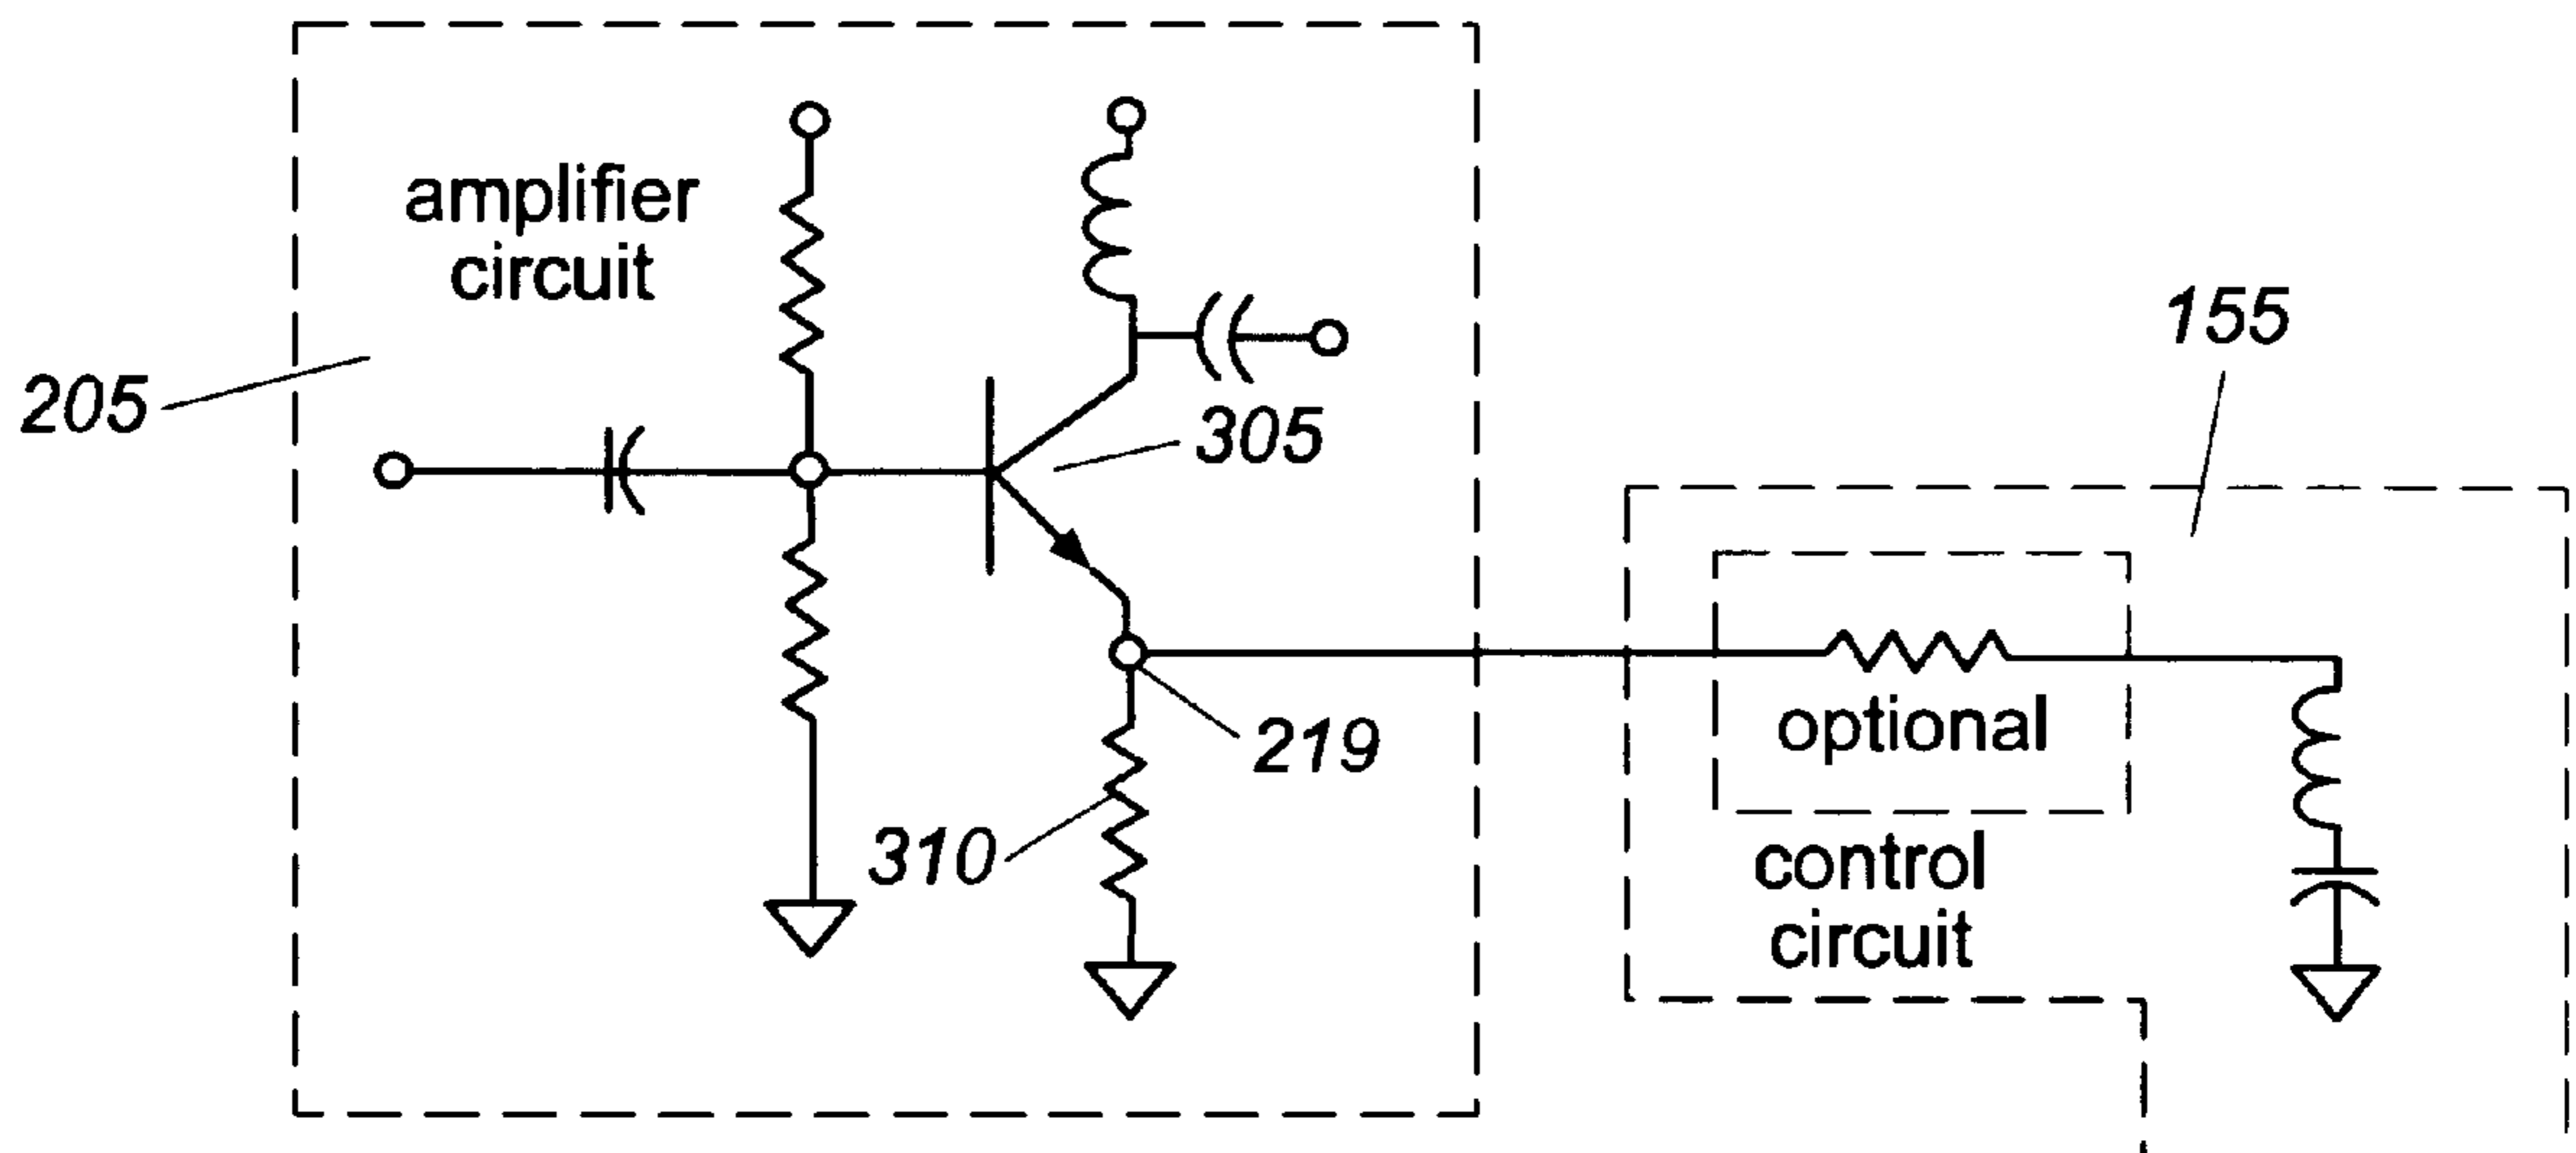 amplifier
circuit
205
305
155
219
310
optional
control
circuit